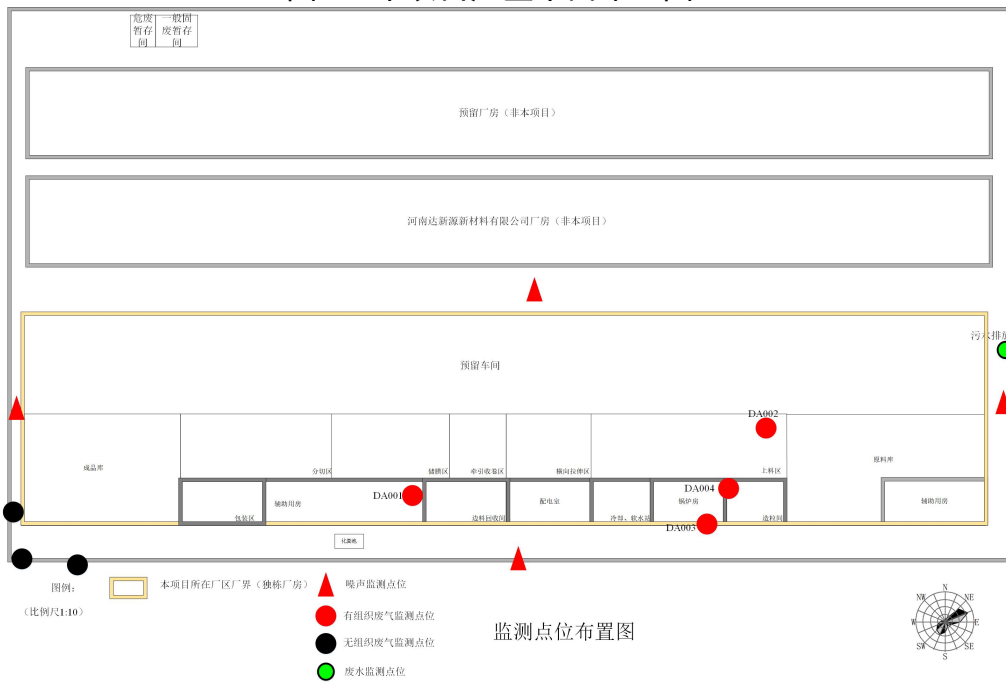 危废
暂存
间
一般固
废暂存
间
预留厂房（非本项目）
河南达新源新材料有限公司厂房（非本项目）
污水排放
预留车间
DA002
成品库
分切区
储膜区
牵引收卷区
横向拉伸区
上料区
原料库
包装区
辅助用房
DA001
边料回收间
配电室
冷却、软水站
DA004
锅炉房
DA003
造粒间
辅助用房
化粪池
图例：
（比例尺1:10）
本项目所在厂区厂界（独栋厂房）
噪声监测点位
有组织废气监测点位
无组织废气监测点位
废水监测点位
监测点位布置图
N
NE
E
SE
S
SW
W
NW